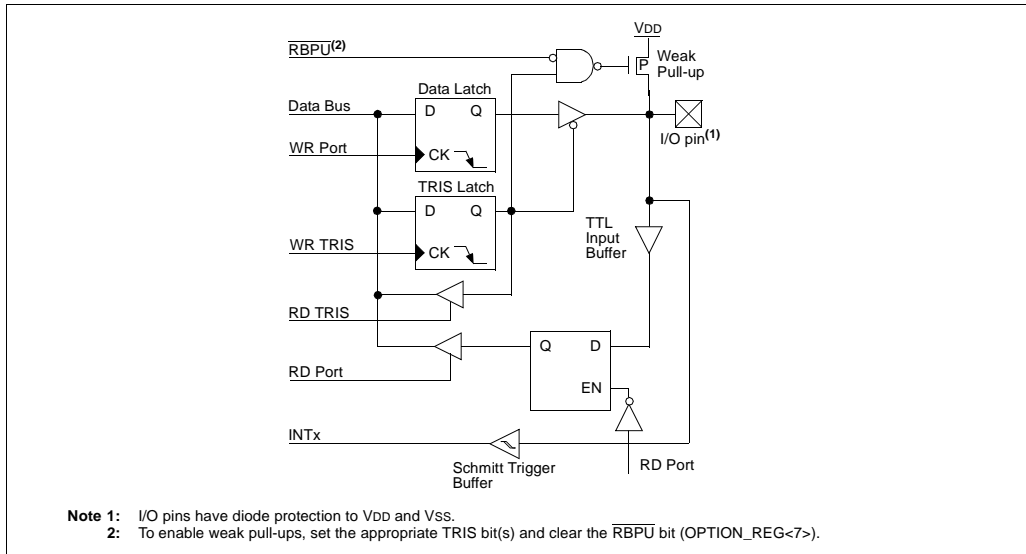 VDD
RBPU(2)
P
Weak
Pull-up
Data Latch
Data Bus
D
Q
I/O pin(1)
WR Port
CK
TRIS Latch
D
Q
TTL
Input
Buffer
WR TRIS
CK
RD TRIS
Q
D
RD Port
EN
INTx
Schmitt Trigger
Buffer
RD Port
Note 1: I/O pins have diode protection to VDD and VSS.
2: To enable weak pull-ups, set the appropriate TRIS bit(s) and clear the RBPU bit (OPTION_REG<7>).